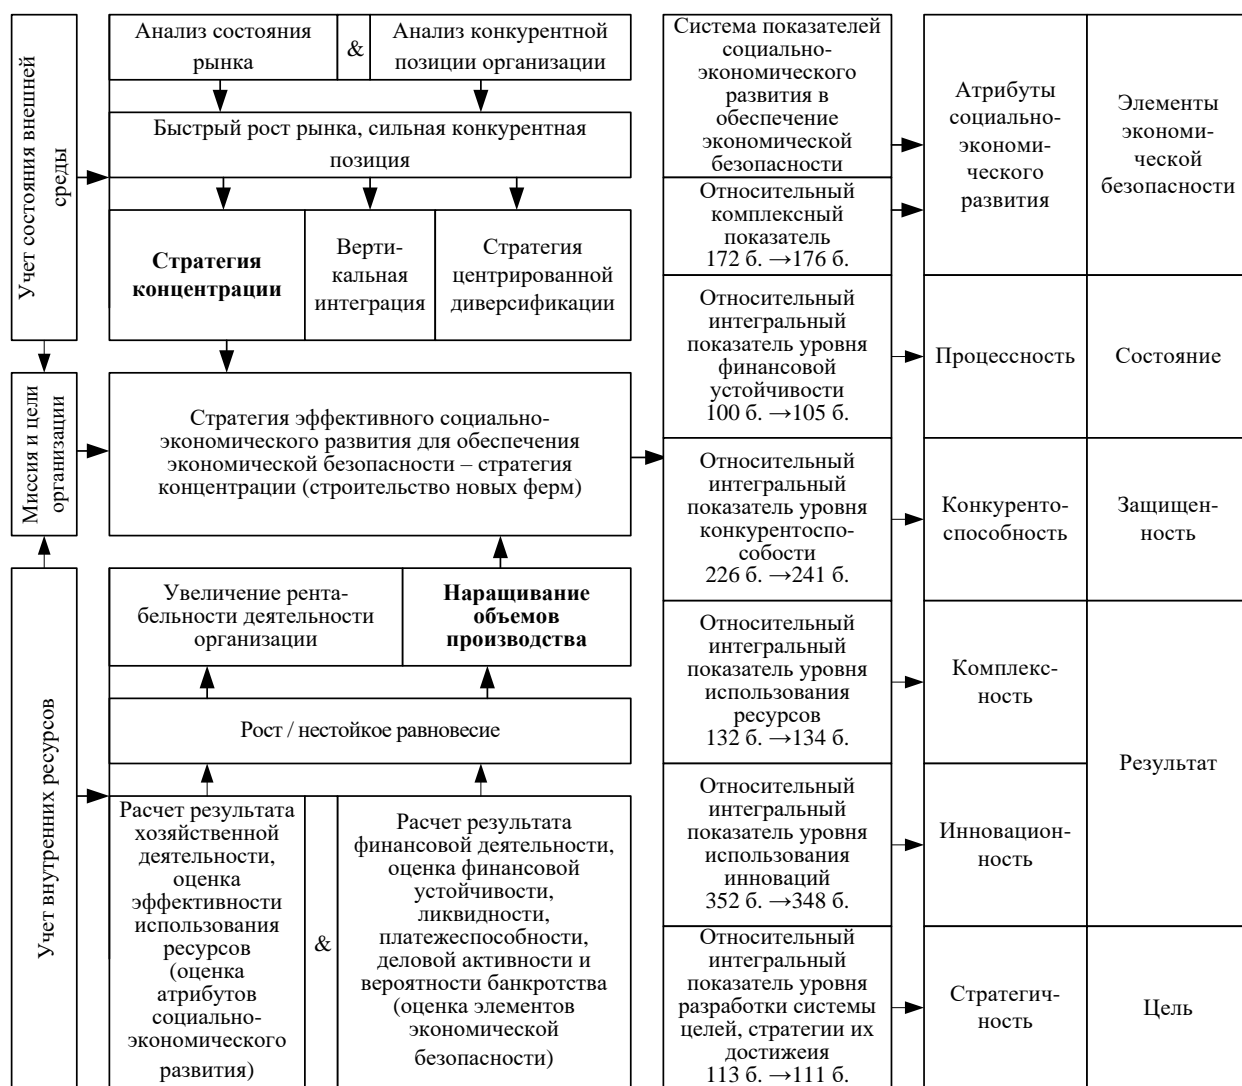 Учет состояния внешней
среды
Миссия и цели
организации
Учет внутренних ресурсов
Анализ состояния
рынка
&
Анализ конкурентной
позиции организации
Быстрый рост рынка, сильная конкурентная
позиция
Стратегия
концентрации
Верти-
кальная
интеграция
Стратегия
центрированной
диверсификации
Стратегия эффективного социально-
экономического развития для обеспечения
экономической безопасности – стратегия
концентрации (строительство новых ферм)
Увеличение рента-
бельности деятельности
организации
Наращивание
объемов
производства
Рост / нестойкое равновесие
Расчет результата
хозяйственной
деятельности,
оценка
эффективности
использования
ресурсов
(оценка
атрибутов
социально-
экономического
развития)
&
Расчет результата
финансовой деятельности,
оценка финансовой
устойчивости,
ликвидности,
платежеспособности,
деловой активности и
вероятности банкротства
(оценка элементов
экономической
безопасности)
Система показателей
социально-
экономического
развития в
обеспечение
экономической
безопасности
Относительный
комплексный
показатель
172 б. →176 б.
Относительный
интегральный
показатель уровня
финансовой
устойчивости
100 б. →105 б.
Относительный
интегральный
показатель уровня
конкурентоспо-
собости
226 б. →241 б.
Относительный
интегральный
показатель уровня
использования
ресурсов
132 б. →134 б.
Относительный
интегральный
показатель уровня
использования
инноваций
352 б. →348 б.
Относительный
интегральный
показатель уровня
разработки системы
целей, стратегии их
достижеия
113 б. →111 б.
Атрибуты
социально-
экономи-
ческого
развития
Процессность
Конкуренто-
способность
Комплекс-
ность
Инновацион-
ность
Стратегич-
ность
Элементы
экономи-
ческой
безопасности
Состояние
Защищен-
ность
Результат
Цель